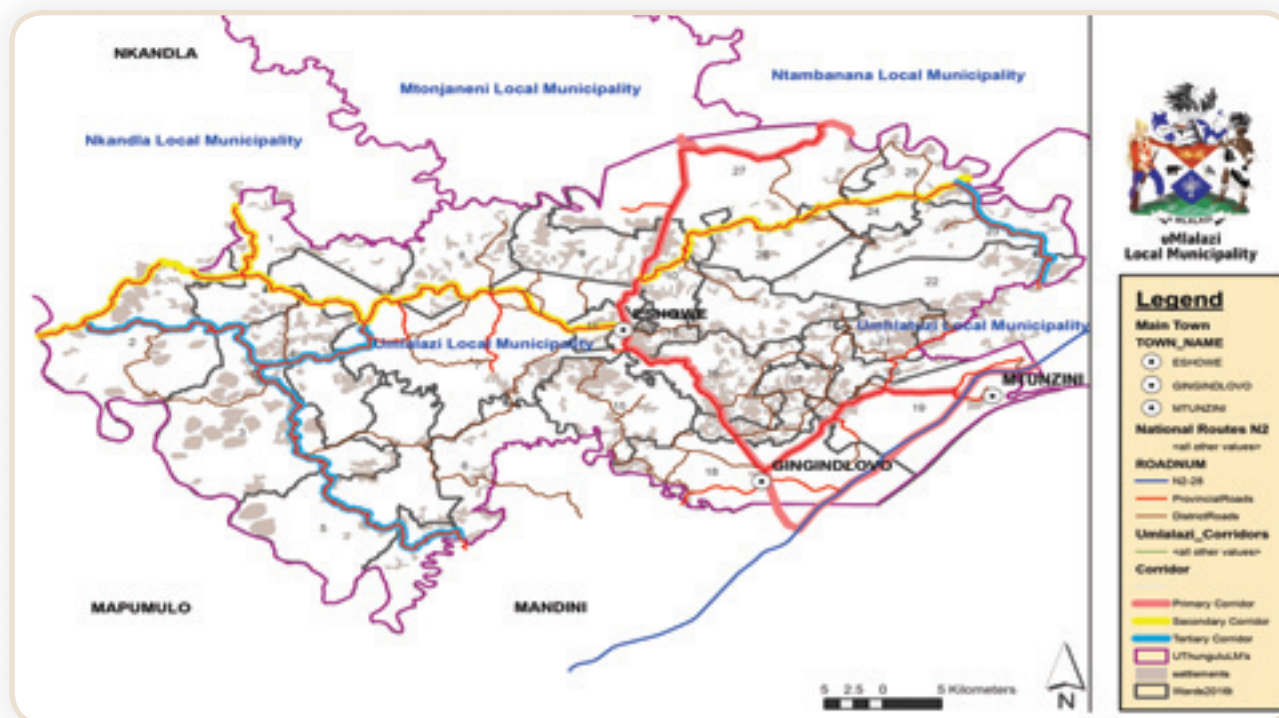 NKANDLA
Mtonjaneni Local Municipality
Ntambanana Local Municipality
Nkandla Local Municipality
27
25
24
1
22
2
ESHOWE
Umlalazi Local Municipality
Umhlatuzi Local Municipality
MTUNZINI
19
3
GINGINDLOVO
18
5
MAPUMULO
MANDINI
5 2.5 0 5 Kilometers
N
uMlalazi
Local Municipality
Legend
Main Town
TOWN_NAME
ESHOWE
GINGINDLOVO
MTUNZINI
National Routes N2
<all other values>
ROADNUM
N2-28
ProvincialRoads
DistrictRoads
Umlalazi_Corridors
<all other values>
Corridor
Primary Corridor
Secondary Corridor
Tertiary Corridor
UThunguluLM's
settlements
Wards2016t